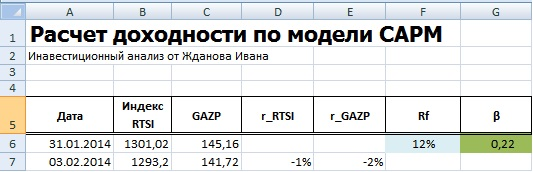 A B C D E F G
1 Расчет доходности по модели CAPM
2 Инавестиционный анализ от Жданова Ивана
3
4
5 Дата Индекс RTSI GAZP r_RTSI r_GAZP Rf β
6 31.01.2014 1301,02 145,16 12% 0,22
7 03.02.2014 1293,2 141,72 -1% -2%